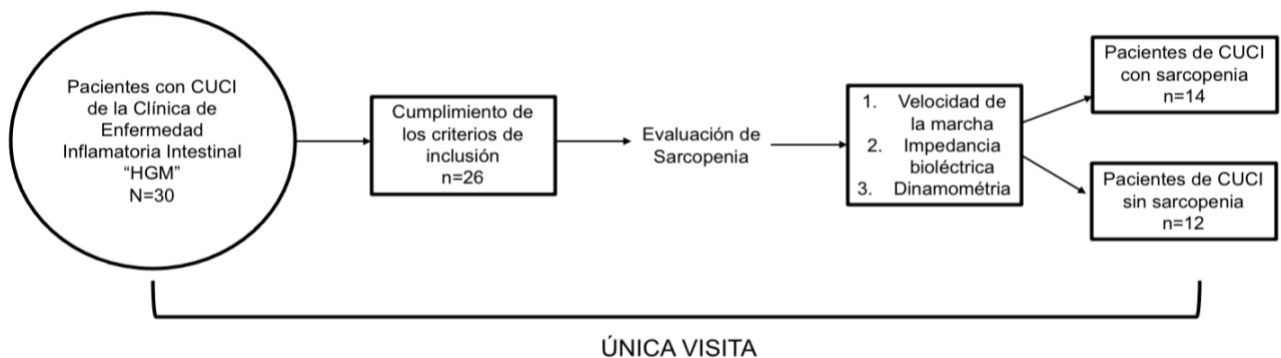 Pacientes con CUCI
de la Clínica de
Enfermedad
Inflamatoria Intestinal
“HGM”
N=30
Cumplimiento de
los criterios de
inclusión
n=26
Evaluación de
Sarcopenia
1. Velocidad de
la marcha
2. Impedancia
bioléctrica
3. Dinamométria
Pacientes de CUCI
con sarcopenia
n=14
Pacientes de CUCI
sin sarcopenia
n=12
ÚNICA VISITA